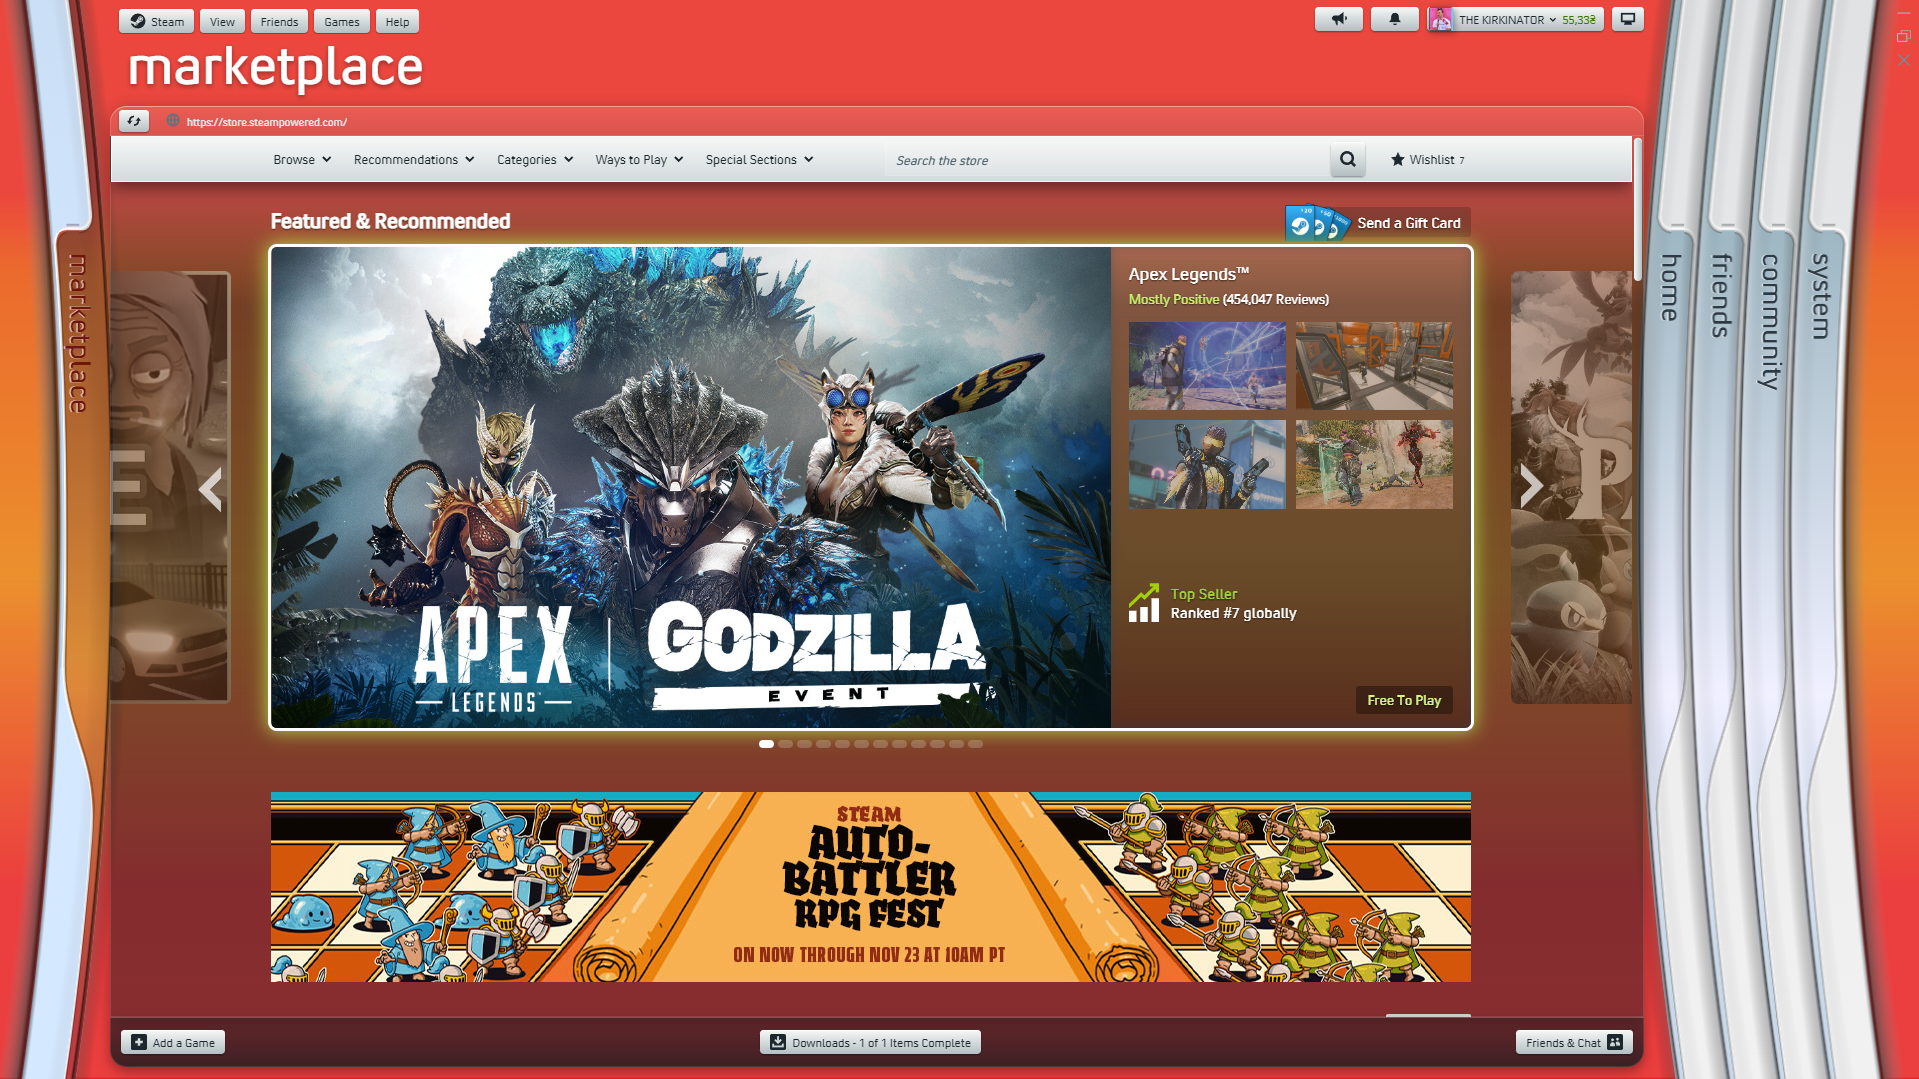 Steam
View
Friends
Games
Help
THE KIRKINATOR
55,33₴
marketplace
https://store.steampowered.com/
Browse
Recommendations
Categories
Ways to Play
Special Sections
Search the store
Wishlist 7
Featured & Recommended
Send a Gift Card
marketplace
home
friends
community
system
E
APEX
LEGENDS
GODZILLA
EVENT
Apex Legends™
Mostly Positive (454,047 Reviews)
Top Seller
Ranked #7 globally
Free To Play
STEAM
AUTO-
BATTLER
RPG FEST
ON NOW THROUGH NOV 23 AT 10AM PT
Add a Game
Downloads - 1 of 1 Items Complete
Friends & Chat